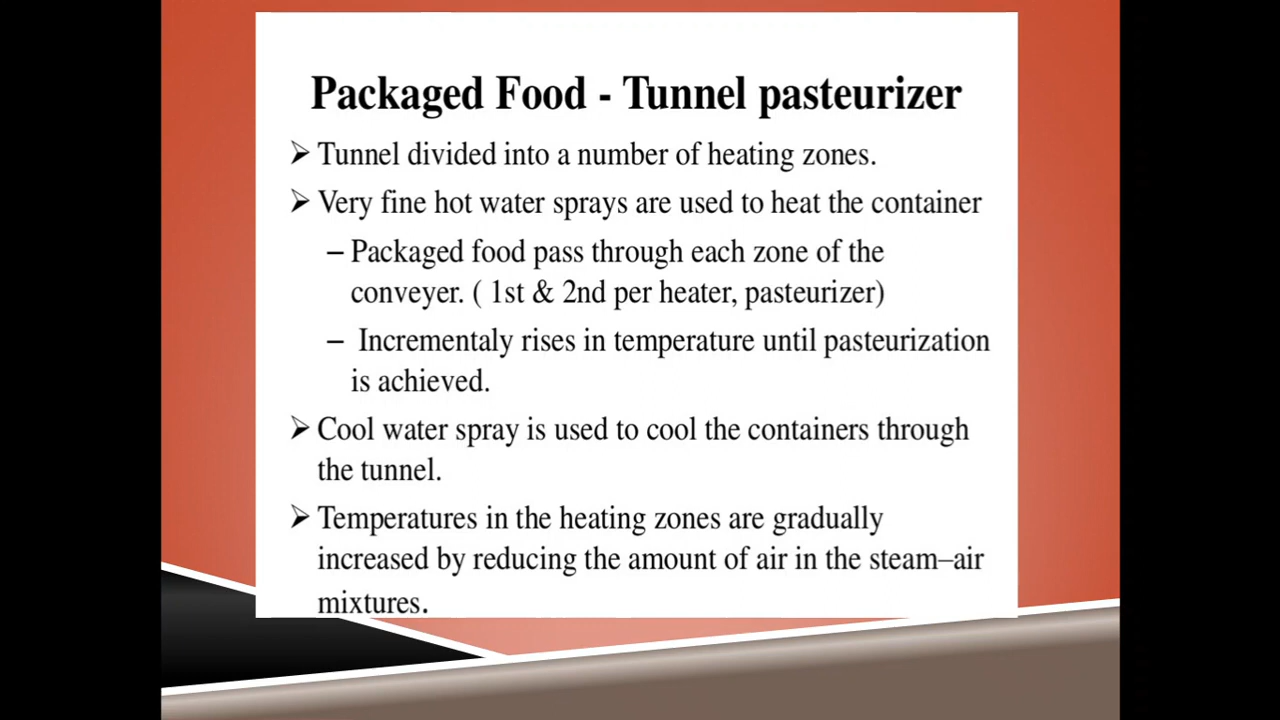 Packaged Food - Tunnel pasteurizer
➢ Tunnel divided into a number of heating zones.
➢ Very fine hot water sprays are used to heat the container
– Packaged food pass through each zone of the
conveyer. ( 1st & 2nd per heater, pasteurizer)
– Incrementaly rises in temperature until pasteurization
is achieved.
➢ Cool water spray is used to cool the containers through
the tunnel.
➢ Temperatures in the heating zones are gradually
increased by reducing the amount of air in the steam–air
mixtures.